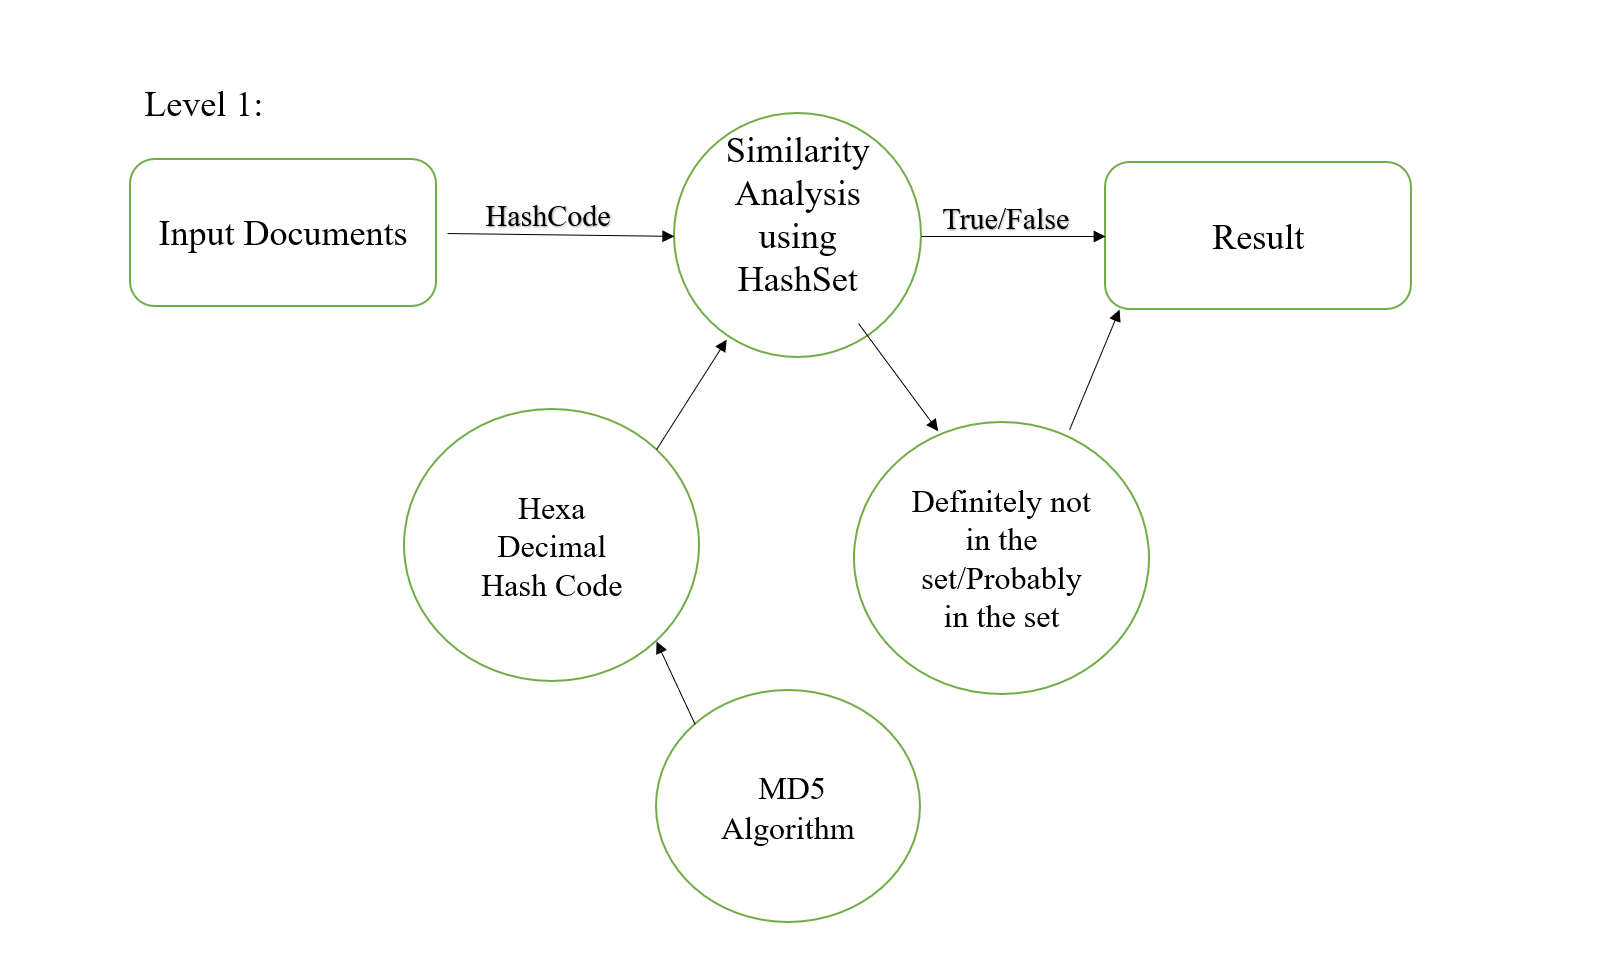 Level 1:
Input Documents
HashCode
Similarity
Analysis
using
HashSet
True/False
Result
Hexa
Decimal
Hash Code
Definitely not
in the
set/Probably
in the set
MD5
Algorithm